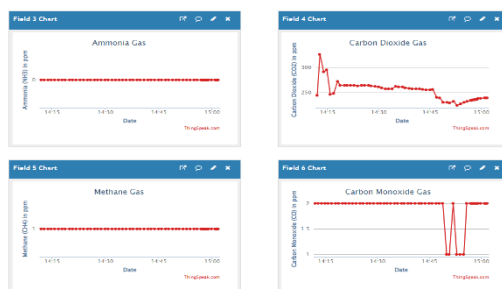 Field 3 Chart
Ammonia Gas
Ammonia (NH3) in ppm
0
14:15 14:30 14:45 15:00
Date
ThingSpeak.com
Field 4 Chart
Carbon Dioxide Gas
Carbon Dioxide (CO2) in ppm
500
250
14:15 14:30 14:45 15:00
Date
ThingSpeak.com
Field 5 Chart
Methane Gas
Methane (CH4) in ppm
1
14:15 14:30 14:45 15:00
Date
ThingSpeak.com
Field 6 Chart
Carbon Monoxide Gas
Carbon Monoxide (CO) in ppm
2
1.5
1
14:15 14:30 14:45 15:00
Date
ThingSpeak.com